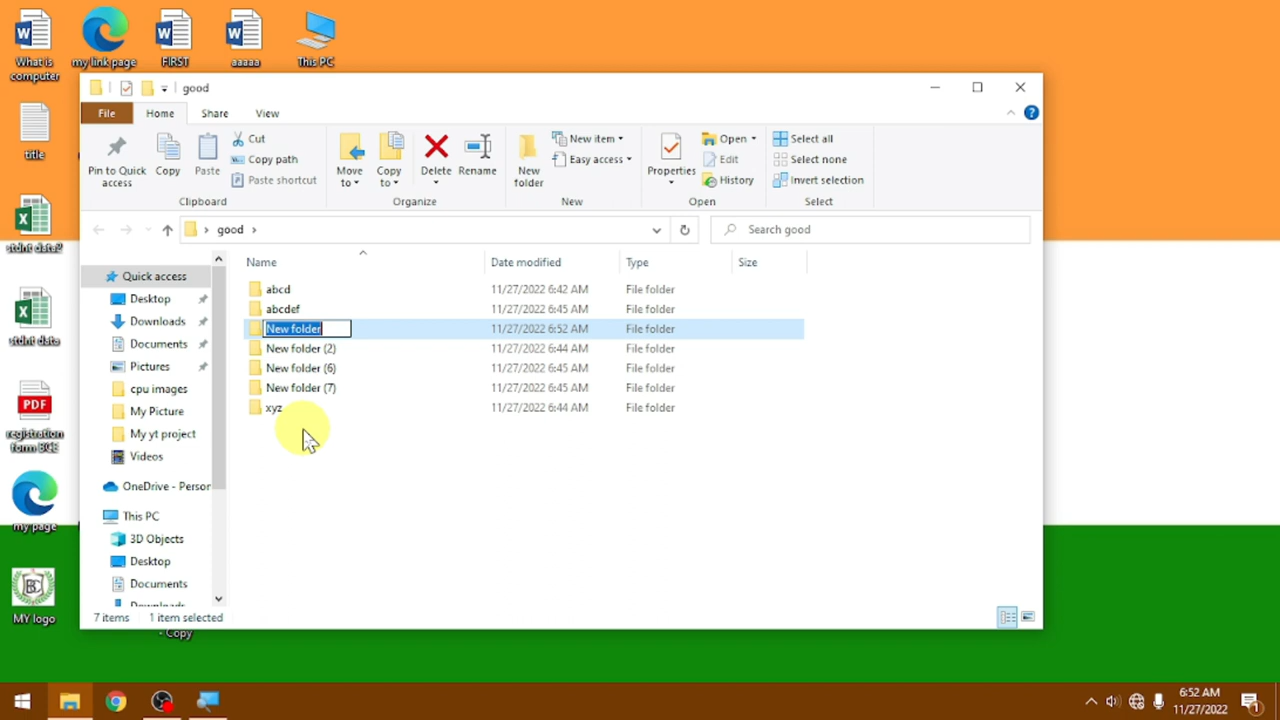 What is
computer
my link page
FIRST
aaaaa
This PC
title
stdnt data2
stdnt data
PDF
registration
form BCE
my page
BC
MY logo
- Copy
good
File
Home
Share
View
Pin to Quick
access
Copy
Paste
Cut
Copy path
Paste shortcut
Clipboard
Move
to
Copy
to
Delete
Rename
Organize
New
folder
New item
Easy access
New
Properties
Open
Edit
History
Open
Select all
Select none
Invert selection
Select
good
Search good
Quick access
Desktop
Downloads
Documents
Pictures
cpu images
My Picture
My yt project
Videos
OneDrive - Person
This PC
3D Objects
Desktop
Documents
Downloads
Name Date modified Type Size
abcd 11/27/2022 6:42 AM File folder
abcdef 11/27/2022 6:45 AM File folder
New folder 11/27/2022 6:52 AM File folder
New folder (2) 11/27/2022 6:44 AM File folder
New folder (6) 11/27/2022 6:45 AM File folder
New folder (7) 11/27/2022 6:45 AM File folder
xyz 11/27/2022 6:44 AM File folder
7 items 1 item selected
6:52 AM
11/27/2022
1